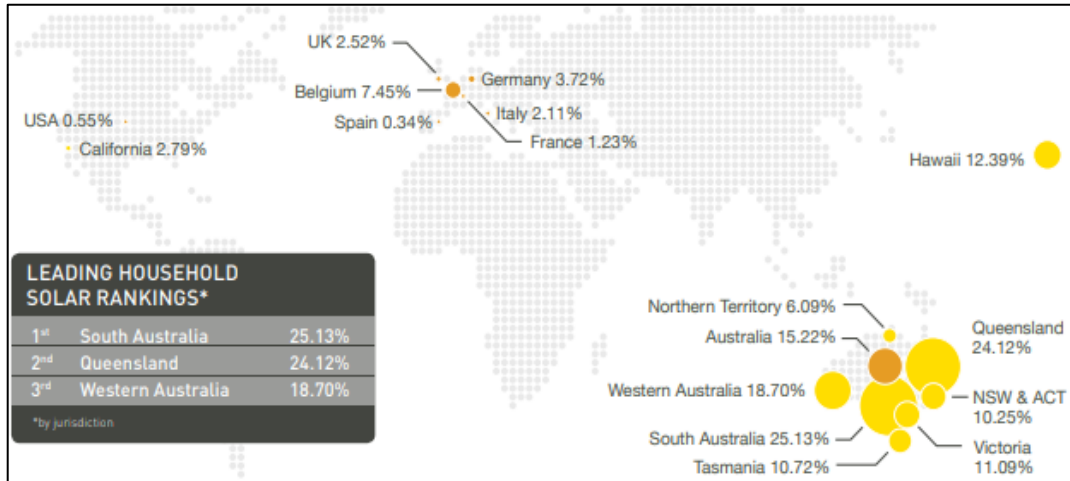 UK 2.52%
Germany 3.72%
Belgium 7.45%
Italy 2.11%
USA 0.55%
Spain 0.34%
France 1.23%
California 2.79%
Hawaii 12.39%
LEADING HOUSEHOLD
SOLAR RANKINGS*
1st South Australia 25.13%
2nd Queensland 24.12%
3rd Western Australia 18.70%
*by jurisdiction
Northern Territory 6.09%
Australia 15.22%
Queensland
24.12%
Western Australia 18.70%
NSW & ACT
10.25%
South Australia 25.13%
Victoria
11.09%
Tasmania 10.72%